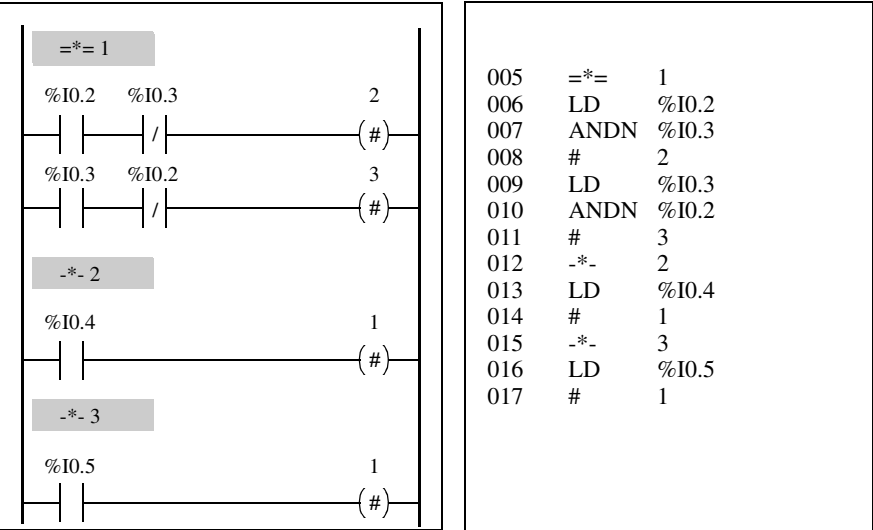 =*= 1
%I0.2 %I0.3 2
/ (#)
%I0.3 %I0.2 3
/ (#)
-*- 2
%I0.4 1
(#)
-*- 3
%I0.5 1
(#)
005 =*= 1
006 LD %I0.2
007 ANDN %I0.3
008 # 2
009 LD %I0.3
010 ANDN %I0.2
011 # 3
012 -*- 2
013 LD %I0.4
014 # 1
015 -*- 3
016 LD %I0.5
017 # 1